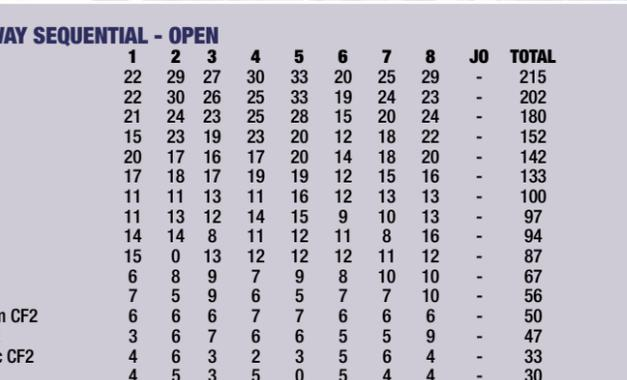 WAY SEQUENTIAL - OPEN
1 2 3 4 5 6 7 8 JO TOTAL
22 29 27 30 33 20 25 29 - 215
22 30 26 25 33 19 24 23 - 202
21 24 23 25 28 15 20 24 - 180
15 23 19 23 20 12 18 22 - 152
20 17 16 17 20 14 18 20 - 142
17 18 17 19 19 12 15 16 - 133
11 11 13 11 16 12 13 13 - 100
11 13 12 14 15 9 10 13 - 97
14 14 8 11 12 11 8 16 - 94
15 0 13 12 12 12 11 12 - 87
6 8 9 7 9 8 10 10 - 67
7 5 9 6 5 7 7 10 - 56
CF2 6 6 6 7 7 6 6 6 - 50
3 6 7 6 6 5 5 9 - 47
CF2 4 6 3 2 3 5 6 4 - 33
4 5 3 5 0 5 4 4 - 30